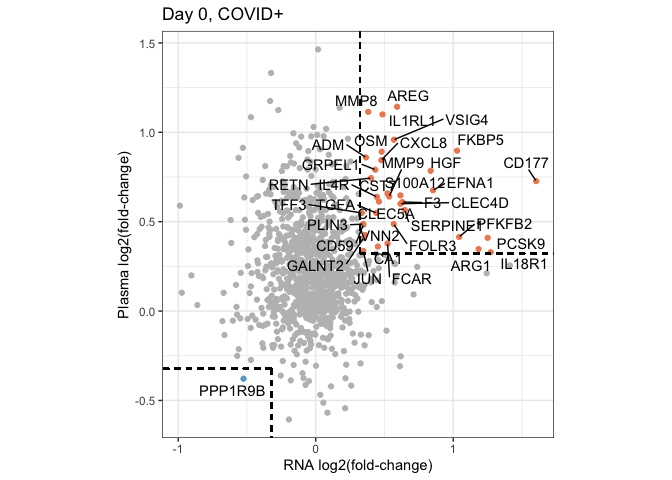 Day 0, COVID+
Plasma log2(fold-change)
1.5
1.0
0.5
0.0
-0.5
MMP8
AREG
IL1RL1
VSIG4
ADM
OSM
CXCL8
FKBP5
GRPEL1
MMP9
HGF
CD177
RETN
IL4R
CST7
S100A12
EFNA1
TFF3
TGFA
F3
CLEC4D
CLEC5A
PLIN3
SERPINE1
PFKFB2
CD59
VNN2
FOLR3
PCSK9
GALNT2
CA1
ARG1
IL18R1
JUN
FCAR
PPP1R9B
-1
0
1
RNA log2(fold-change)